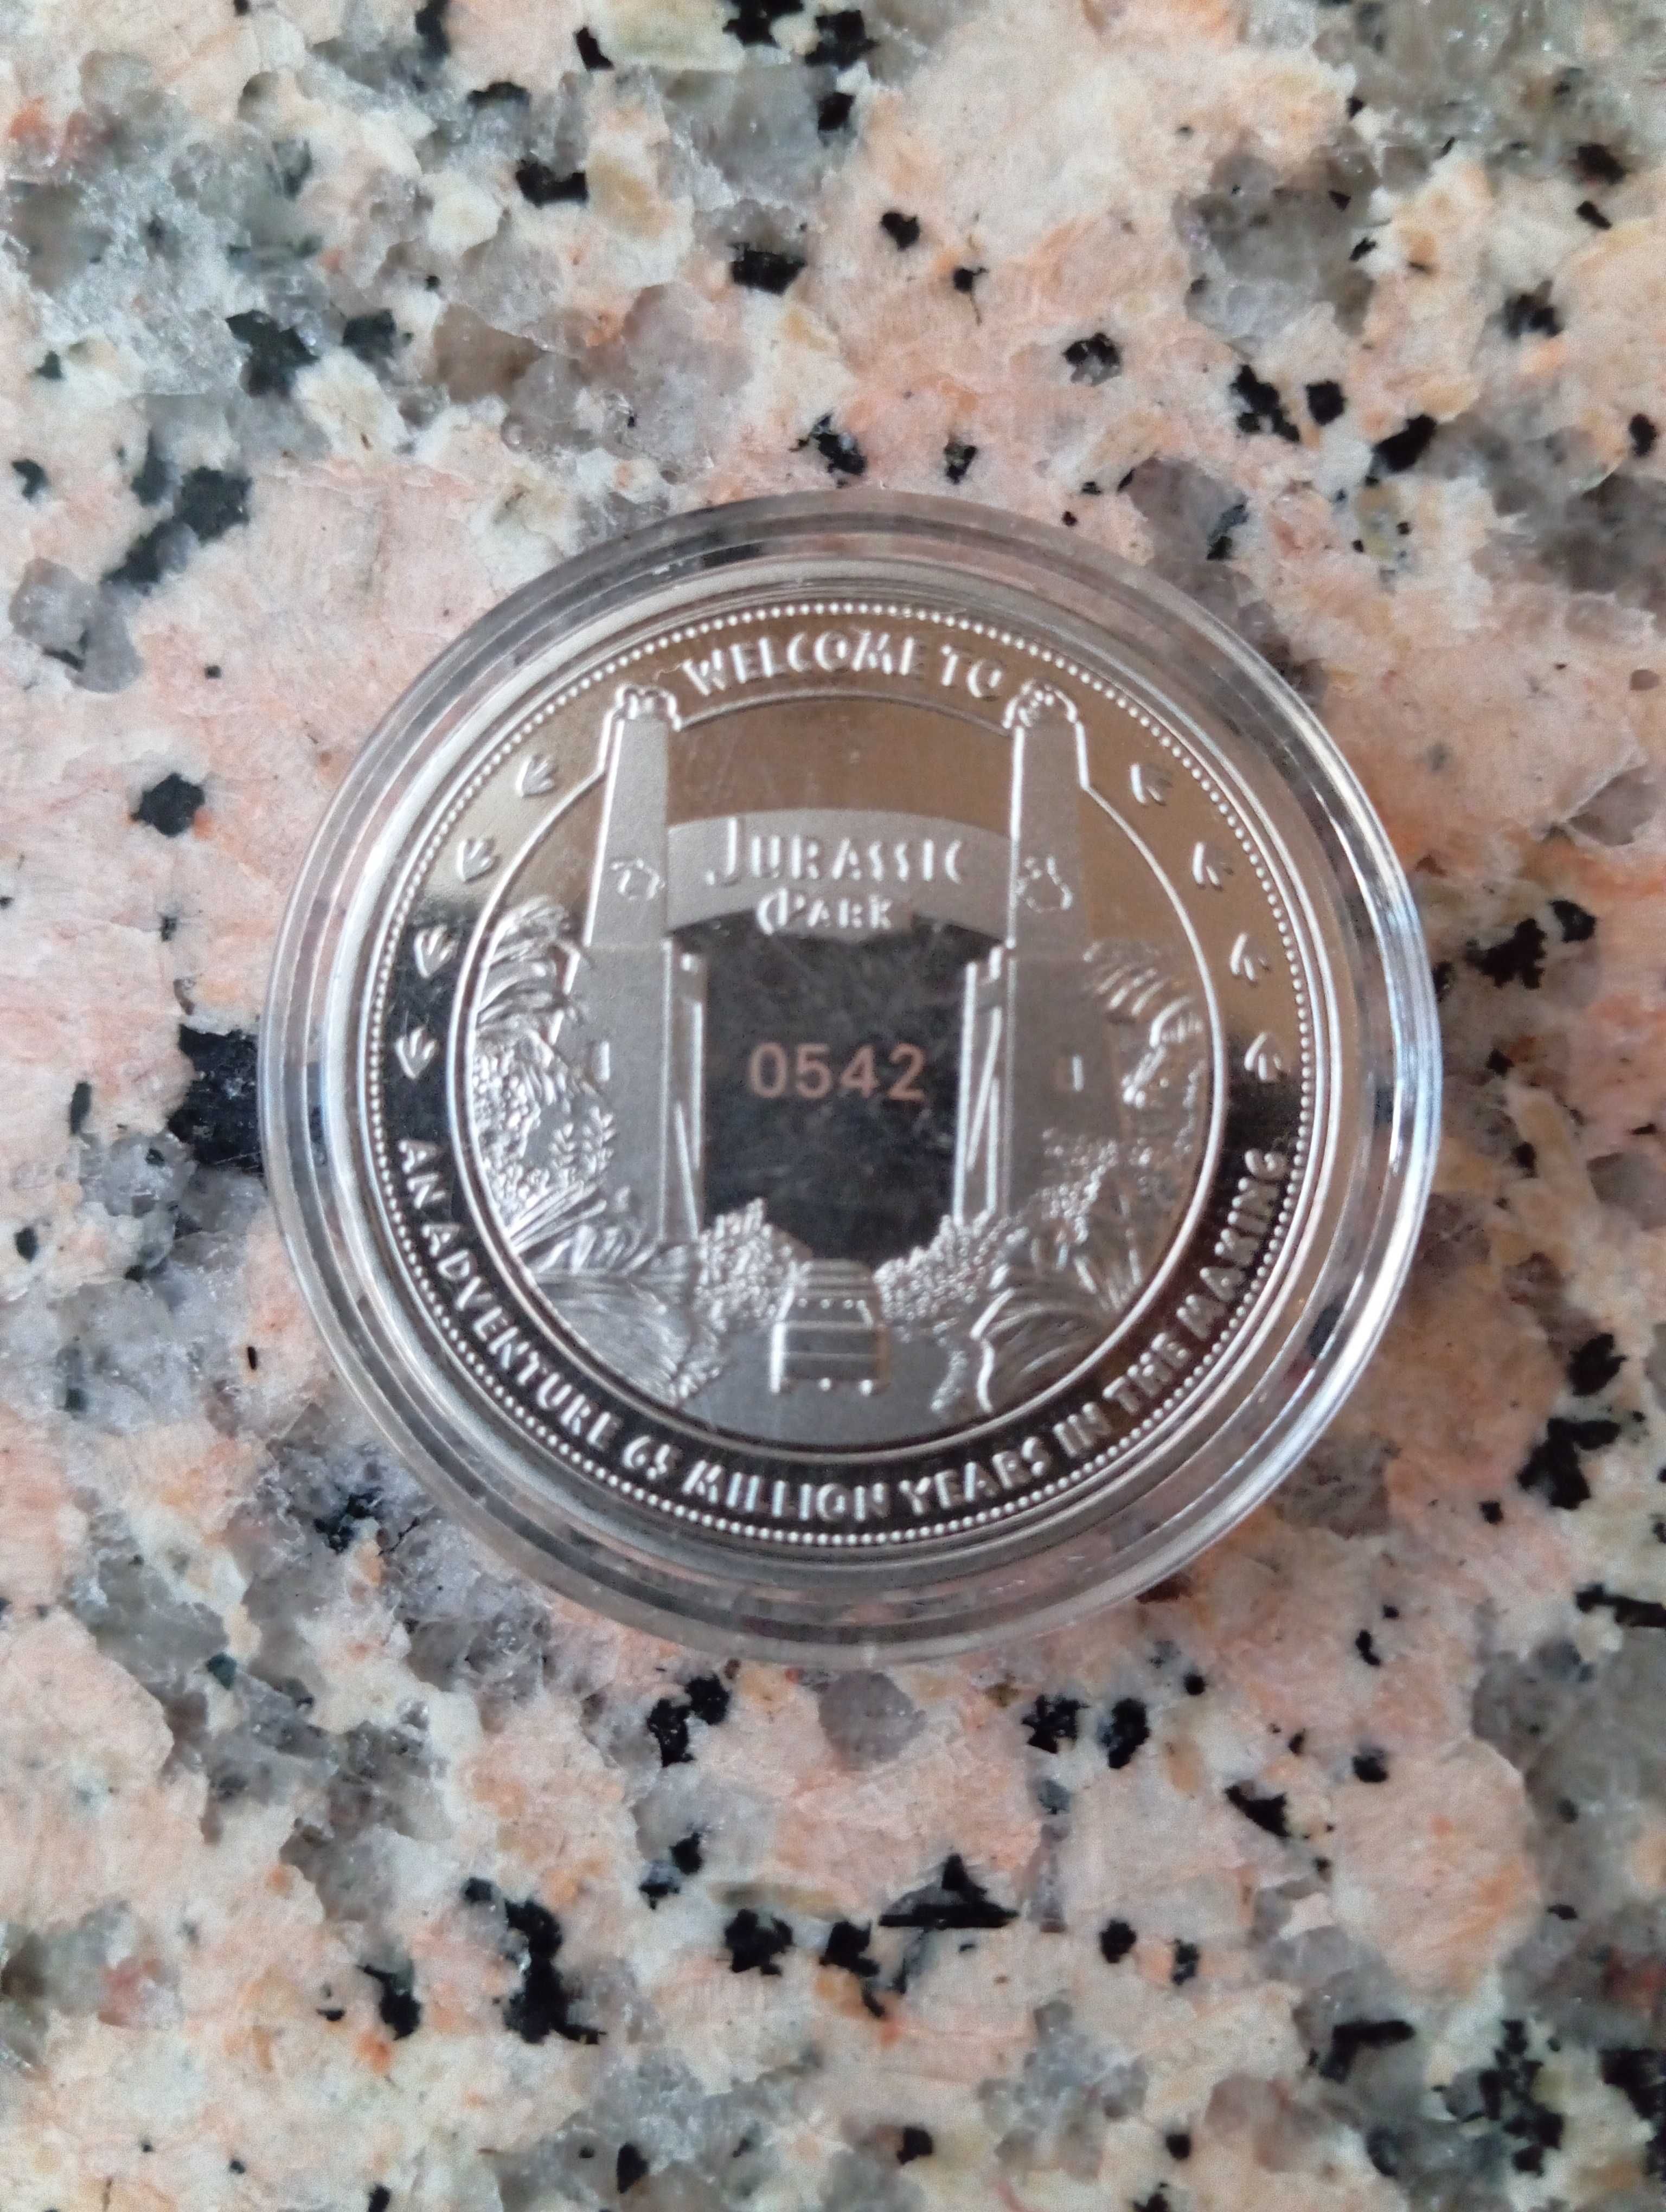 WELCOME TO
JURASSIC
PARK
0542
AN ADVENTURE 65 MILLION YEARS IN THE MAKING